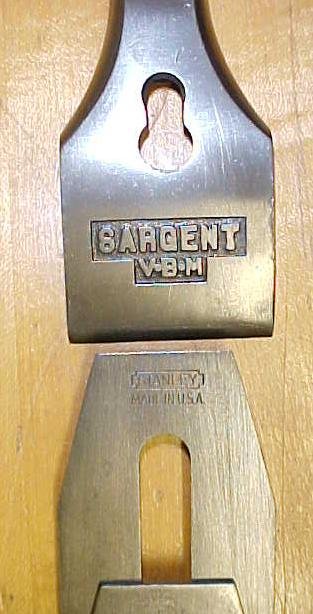 SARGENT
V-B-M
STANLEY
MADE IN U.S.A.